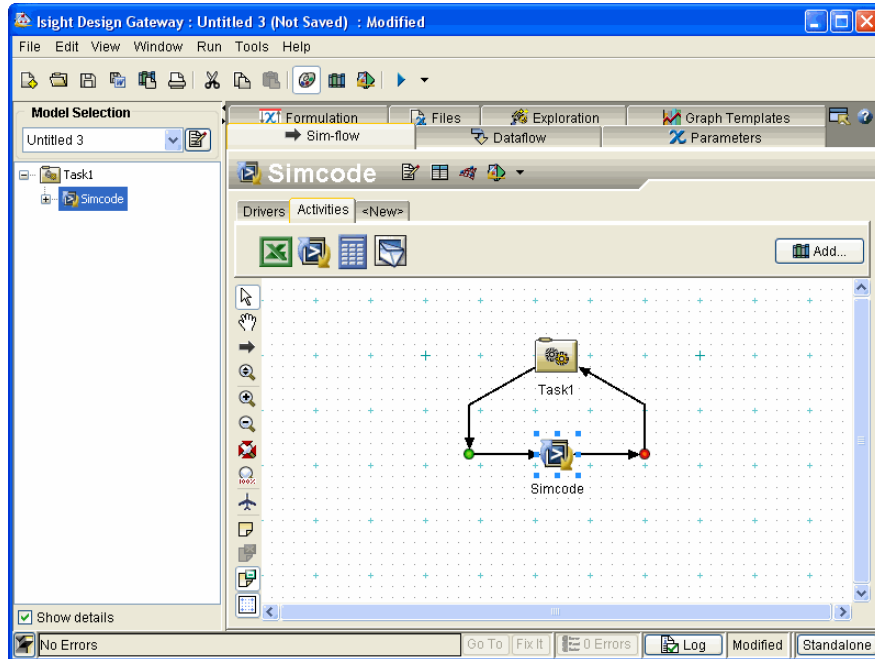 Isight Design Gateway : Untitled 3 (Not Saved) : Modified
File Edit View Window Run Tools Help
Model Selection
Untitled 3
Formulation Files Exploration Graph Templates
Sim-flow Dataflow Parameters
Task1
Simcode
Simcode
Drivers Activities <New>
Add...
Task1
Simcode
100%
Show details
No Errors Go To Fix It 0 Errors Log Modified Standalone